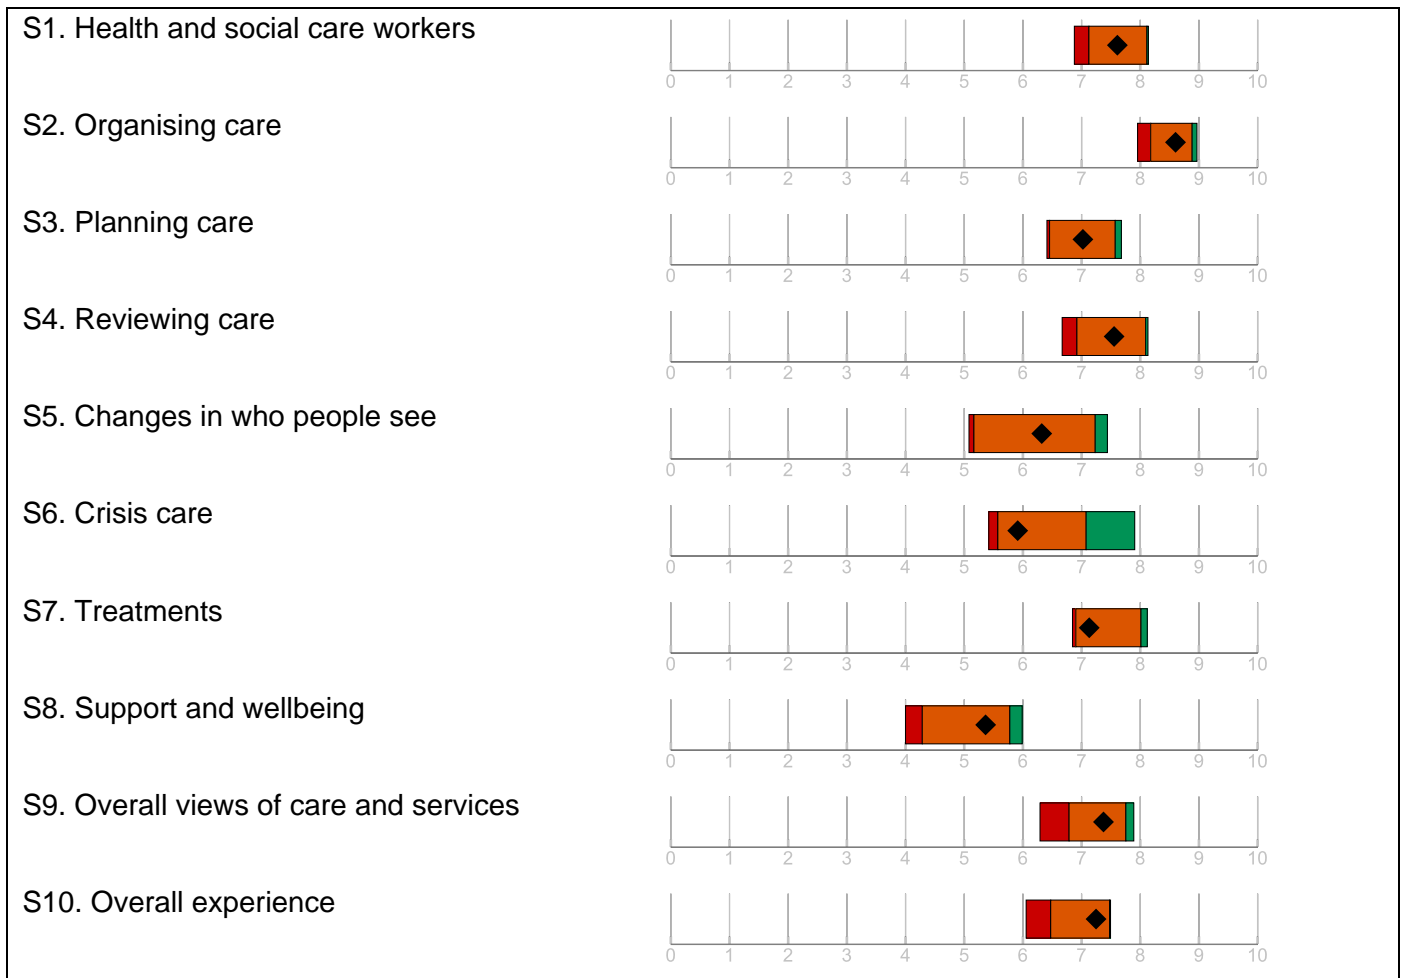 S1. Health and social care workers
0 1 2 3 4 5 6 7 8 9 10
S2. Organising care
0 1 2 3 4 5 6 7 8 9 10
S3. Planning care
0 1 2 3 4 5 6 7 8 9 10
S4. Reviewing care
0 1 2 3 4 5 6 7 8 9 10
S5. Changes in who people see
0 1 2 3 4 5 6 7 8 9 10
S6. Crisis care
0 1 2 3 4 5 6 7 8 9 10
S7. Treatments
0 1 2 3 4 5 6 7 8 9 10
S8. Support and wellbeing
0 1 2 3 4 5 6 7 8 9 10
S9. Overall views of care and services
0 1 2 3 4 5 6 7 8 9 10
S10. Overall experience
0 1 2 3 4 5 6 7 8 9 10